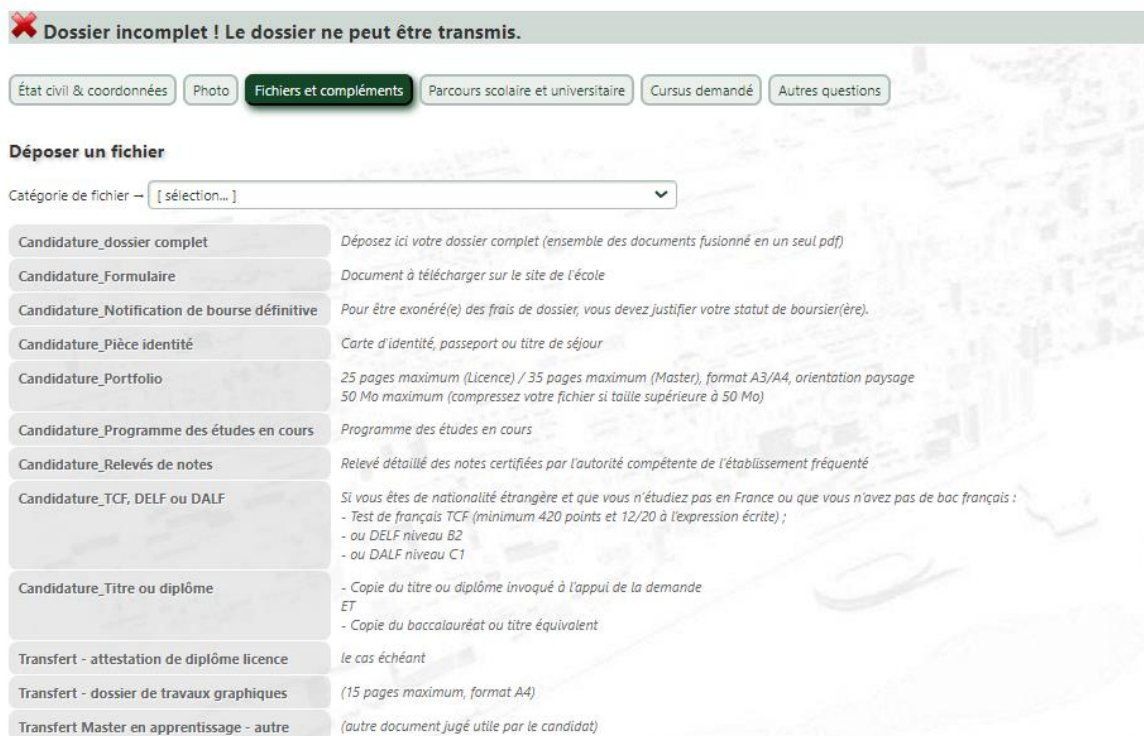 Dossier incomplet ! Le dossier ne peut être transmis.
État civil & coordonnées
Photo
Fichiers et compléments
Parcours scolaire et universitaire
Cursus demandé
Autres questions
Déposer un fichier
Catégorie de fichier → [ sélection... ]
Candidature_dossier complet
Déposez ici votre dossier complet (ensemble des documents fusionné en un seul pdf)
Candidature_Formulaire
Document à télécharger sur le site de l'école
Candidature_Notification de bourse définitive
Pour être exonéré(e) des frais de dossier, vous devez justifier votre statut de boursier(ère).
Candidature_Pièce identité
Carte d'identité, passeport ou titre de séjour
Candidature_Portfolio
25 pages maximum (Licence) / 35 pages maximum (Master), format A3/A4, orientation paysage
50 Mo maximum (compressez votre fichier si taille supérieure à 50 Mo)
Candidature_Programme des études en cours
Programme des études en cours
Candidature_Relevés de notes
Relevé détaillé des notes certifiées par l'autorité compétente de l'établissement fréquenté
Candidature_TCF, DELF ou DALF
Si vous êtes de nationalité étrangère et que vous n'étudiez pas en France ou que vous n'avez pas de bac français :
- Test de français TCF (minimum 420 points et 12/20 à l'expression écrite) ;
- ou DELF niveau B2
- ou DALF niveau C1
Candidature_Titre ou diplôme
- Copie du titre ou diplôme invoqué à l'appui de la demande
ET
- Copie du baccalauréat ou titre équivalent
Transfert - attestation de diplôme licence
le cas échéant
Transfert - dossier de travaux graphiques
(15 pages maximum, format A4)
Transfert Master en apprentissage - autre
(autre document jugé utile par le candidat)